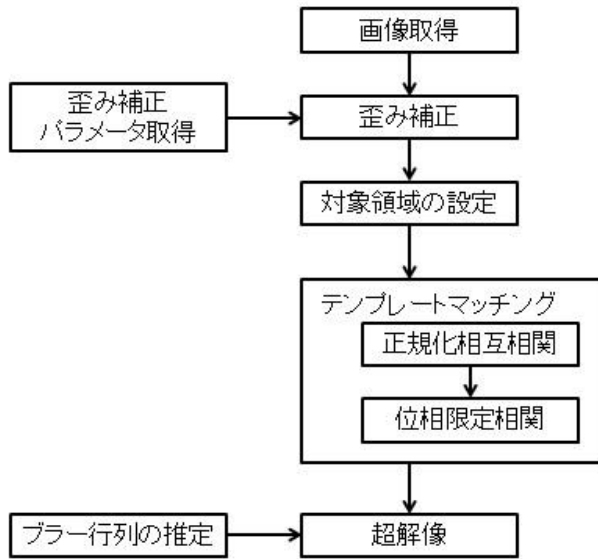 画像取得
歪み補正
パラメータ取得
歪み補正
対象領域の設定
テンプレートマッチング
正規化相互相関
位相限定相関
ブラー行列の推定
超解像